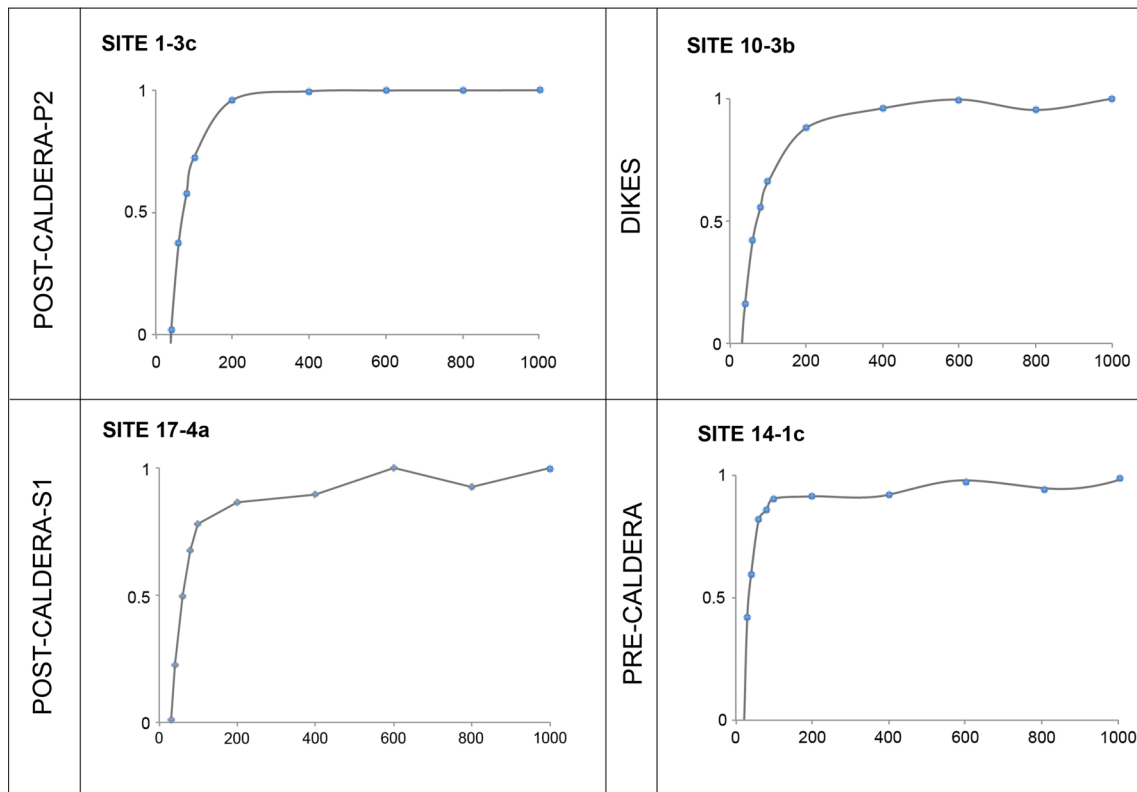 POST-CALDERA-P2
SITE 1-3c
1
0.5
0
0 200 400 600 800 1000
DIKES
SITE 10-3b
1
0.5
0
0 200 400 600 800 1000
POST-CALDERA-S1
SITE 17-4a
1
0.5
0
0 200 400 600 800 1000
PRE-CALDERA
SITE 14-1c
1
0.5
0
0 200 400 600 800 1000